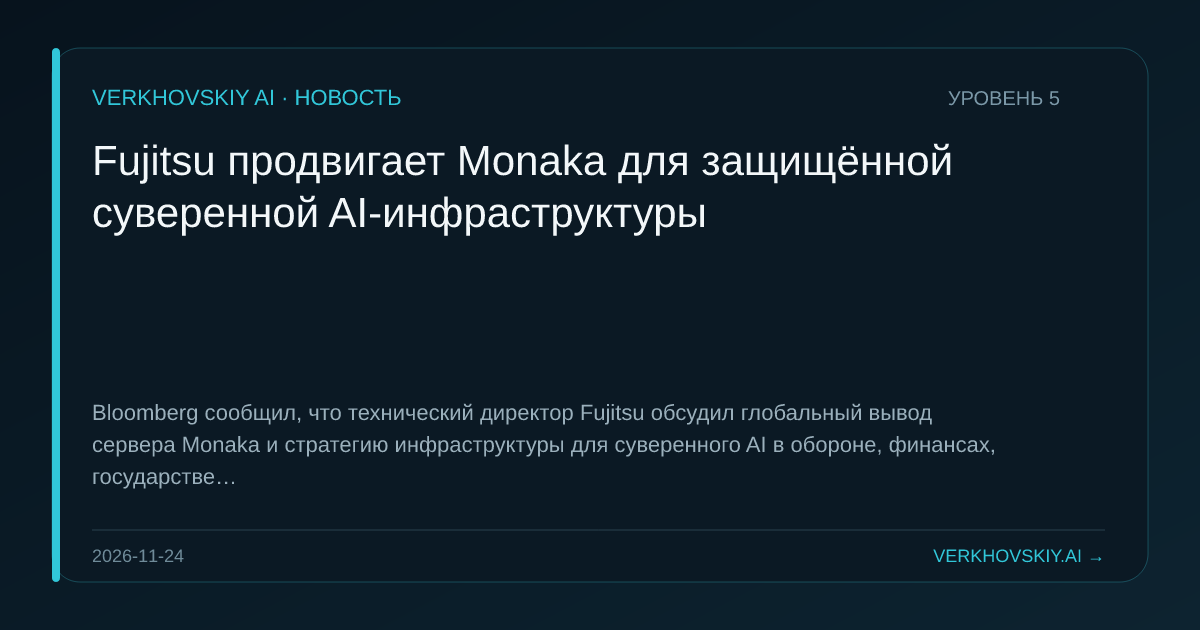 VERKHOVSKIY AI · НОВОСТЬ
УРОВЕНЬ 5
Fujitsu продвигает Monaka для защищённой
суверенной AI-инфраструктуры
Bloomberg сообщил, что технический директор Fujitsu обсудил глобальный вывод
сервера Monaka и стратегию инфраструктуры для суверенного AI в обороне, финансах,
государстве…
2026-11-24
VERKHOVSKIY.AI →